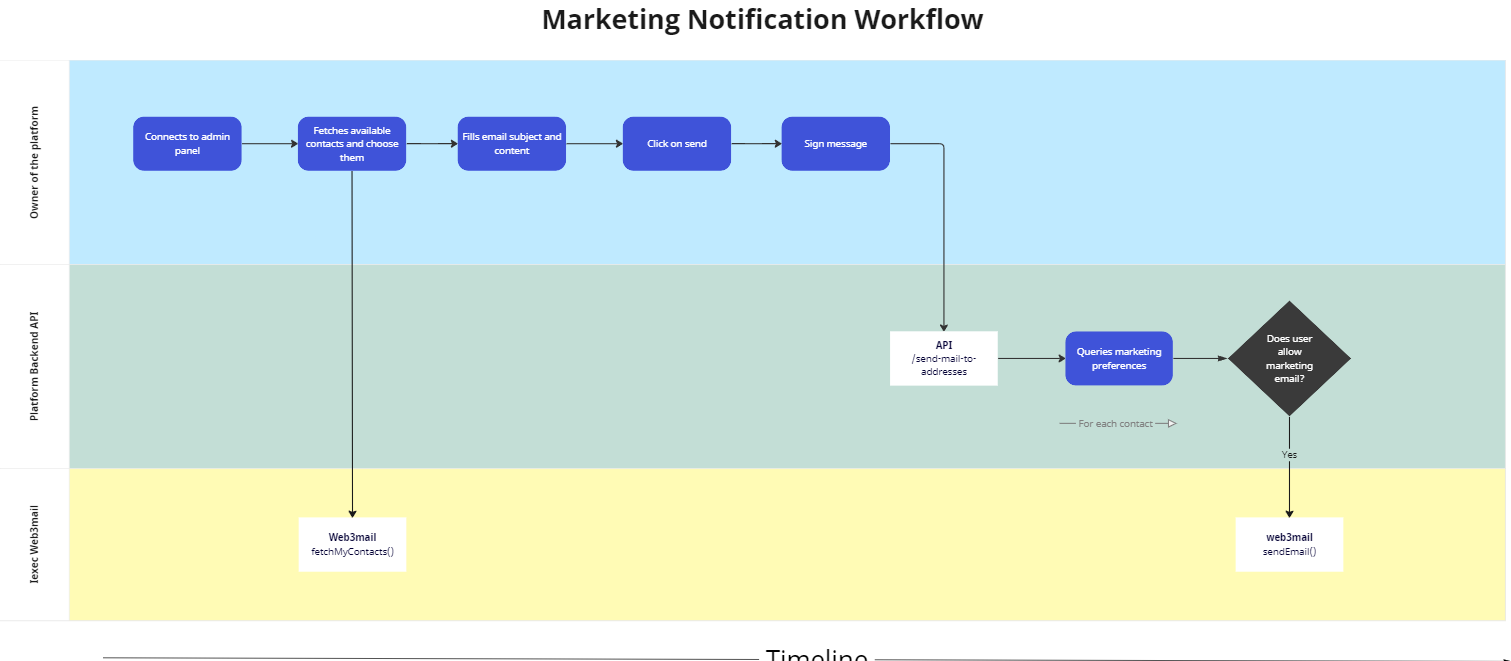 Marketing Notification Workflow
Owner of the platform
Connects to admin
panel
Fetches available
contacts and choose
them
Fills email subject and
content
Click on send
Sign message
Platform Backend API
API
/send-mail-to-
addresses
Queries marketing
preferences
Does user
allow
marketing
email?
For each contact
Yes
Iexec Web3mail
Web3mail
fetchMyContacts()
web3mail
sendEmail()
Timeline